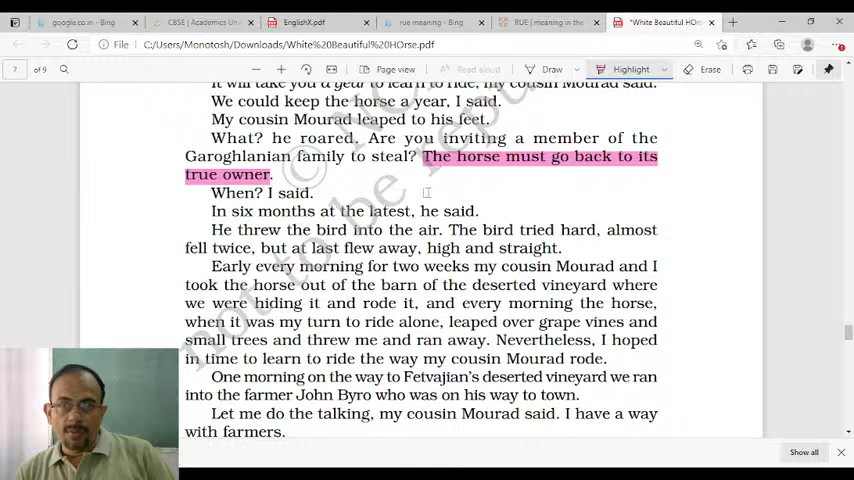 google.co.in - Bing
CBSE | Academics Uni
EnglishX.pdf
rue meaning - Bing
RUE | meaning in the
*White Beautiful HOrs
File
C:/Users/Monotosh/Downloads/White%20Beautiful%20HOrse.pdf
7 of 9
Page view
Read aloud
Draw
Highlight
Erase
It will take you a year to learn to ride, my cousin Mourad said.
We could keep the horse a year, I said.
My cousin Mourad leaped to his feet.
What? he roared. Are you inviting a member of the
Garoghlanian family to steal? The horse must go back to its
true owner.
When? I said.
In six months at the latest, he said.
He threw the bird into the air. The bird tried hard, almost
fell twice, but at last flew away, high and straight.
Early every morning for two weeks my cousin Mourad and I
took the horse out of the barn of the deserted vineyard where
we were hiding it and rode it, and every morning the horse,
when it was my turn to ride alone, leaped over grape vines and
small trees and threw me and ran away. Nevertheless, I hoped
in time to learn to ride the way my cousin Mourad rode.
One morning on the way to Fetvajian's deserted vineyard we ran
into the farmer John Byro who was on his way to town.
Let me do the talking, my cousin Mourad said. I have a way
with farmers.
© NC
not to be repu
Show all